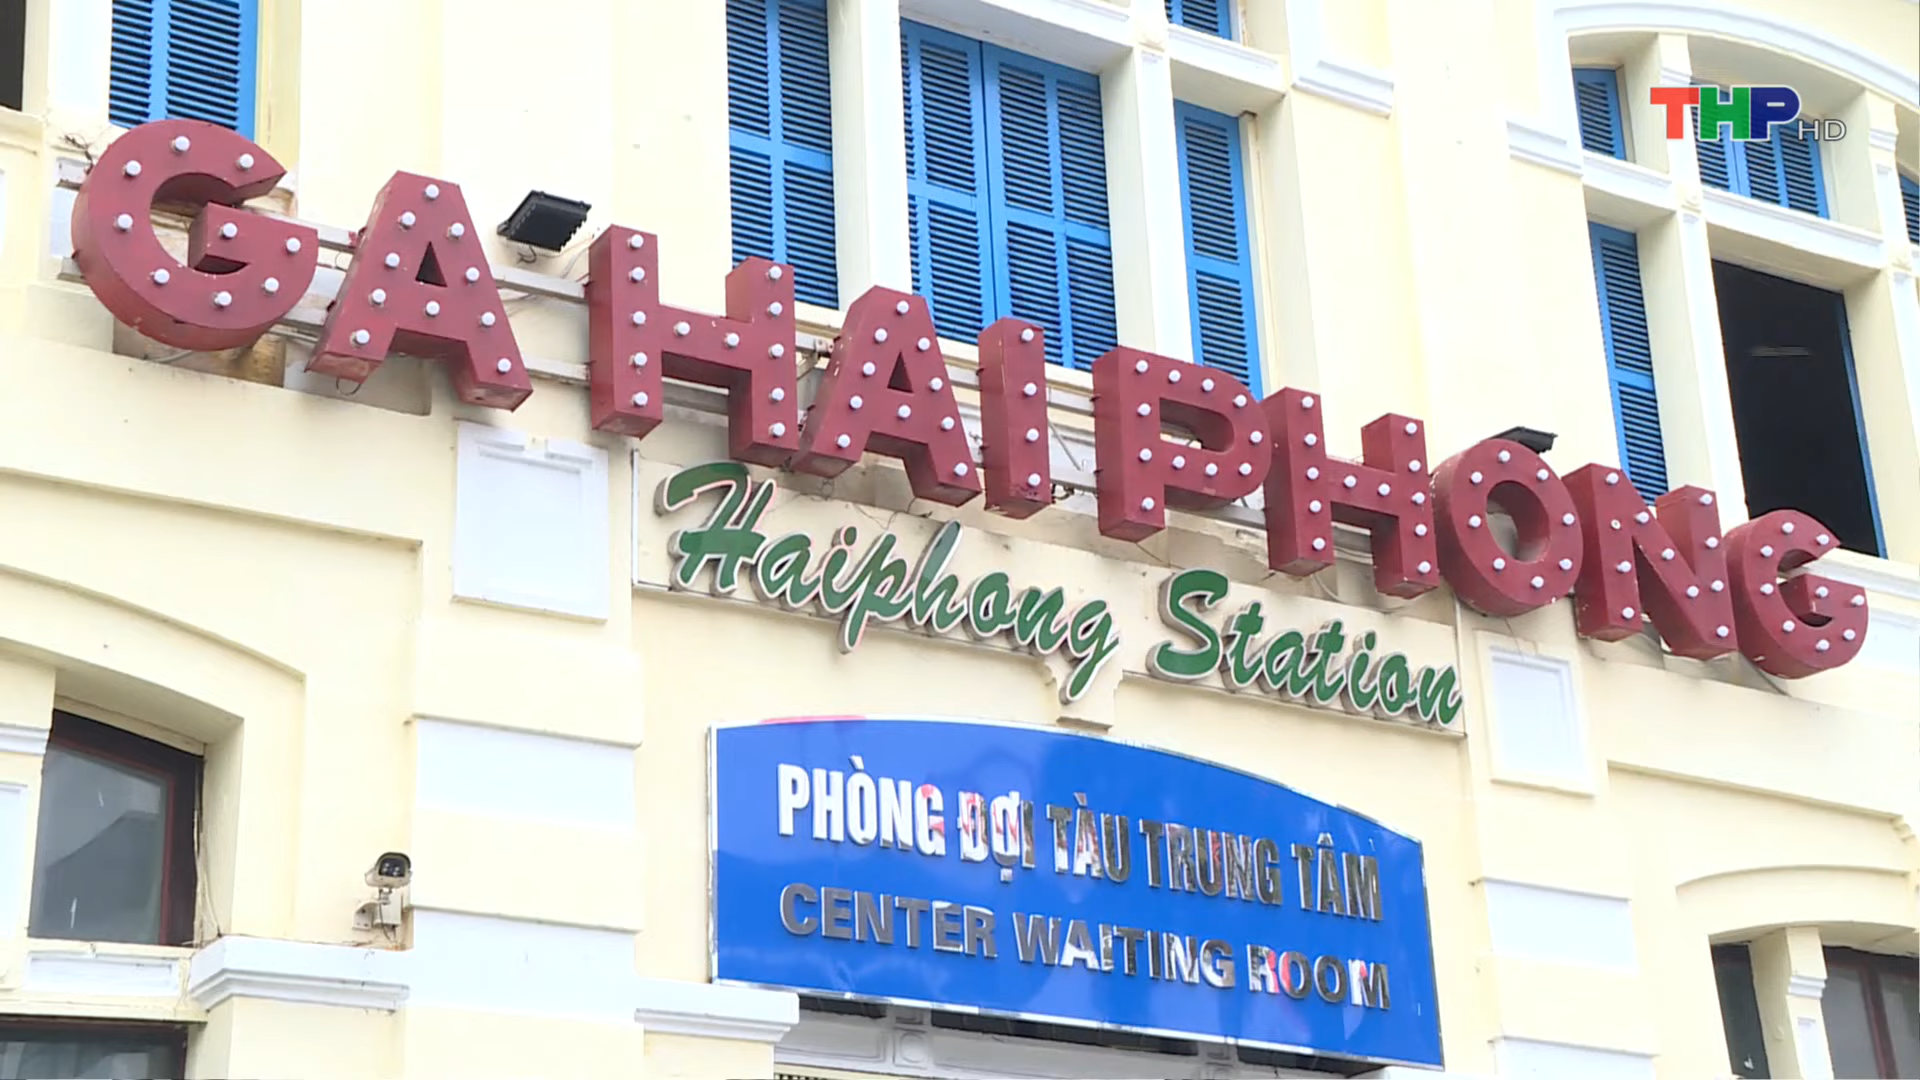 THP HD
GA HAI PHONG
Haiphong Station
PHÒNG ĐỢI TÀU TRUNG TÂM
CENTER WAITING ROOM